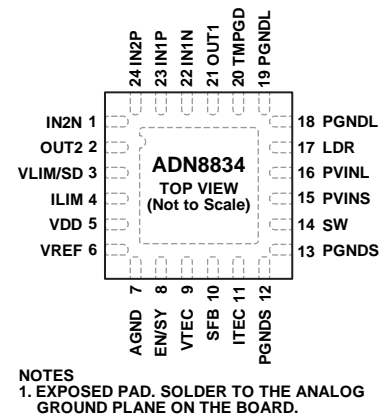 24 IN2P
23 IN1P
22 IN1N
21 OUT1
20 TMPGD
19 PGNDL
IN2N 1
OUT2 2
VLIM/SD 3
ILIM 4
VDD 5
VREF 6
ADN8834
TOP VIEW
(Not to Scale)
18 PGNDL
17 LDR
16 PVINL
15 PVINS
14 SW
13 PGNDS
AGND 7
EN/SY 8
VTEC 9
SFB 10
ITEC 11
PGNDS 12
NOTES
1. EXPOSED PAD. SOLDER TO THE ANALOG
GROUND PLANE ON THE BOARD.